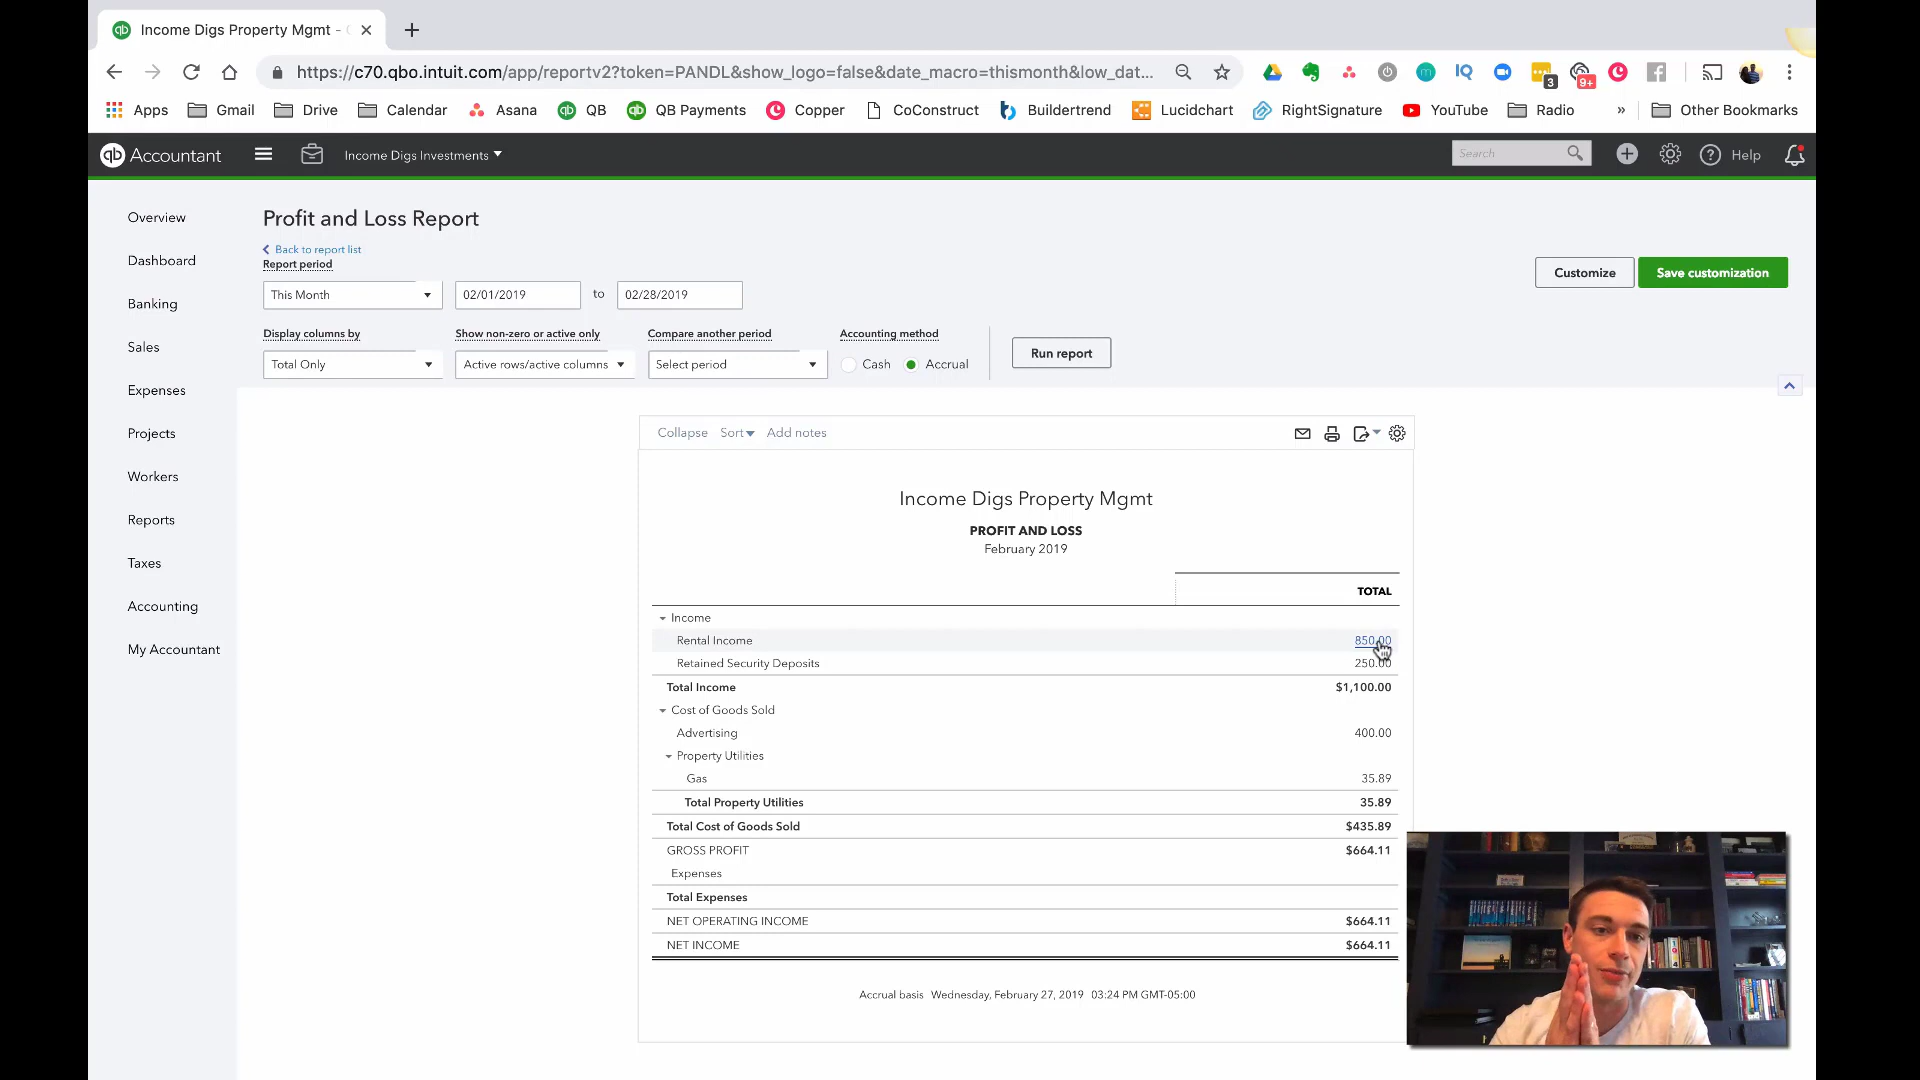 Income Digs Property Mgmt -
https://c70.qbo.intuit.com/app/reportv2?token=PANDL&show_logo=false&date_macro=thismonth&low_dat...
3
9+
Apps Gmail Drive Calendar Asana QB QB Payments Copper CoConstruct Buildertrend Lucidchart RightSignature YouTube Radio » Other Bookmarks
qb Accountant Income Digs Investments Search Help
Overview
Dashboard
Banking
Sales
Expenses
Projects
Workers
Reports
Taxes
Accounting
My Accountant
Profit and Loss Report
Back to report list
Report period
This Month 02/01/2019 to 02/28/2019
Customize Save customization
Display columns by Show non-zero or active only Compare another period Accounting method
Total Only Active rows/active columns Select period Cash Accrual Run report
Collapse Sort Add notes
Income Digs Property Mgmt
PROFIT AND LOSS
February 2019
TOTAL
Income
Rental Income 850.00
Retained Security Deposits 250.00
Total Income $1,100.00
Cost of Goods Sold
Advertising 400.00
Property Utilities
Gas 35.89
Total Property Utilities 35.89
Total Cost of Goods Sold $435.89
GROSS PROFIT $664.11
Expenses
Total Expenses
NET OPERATING INCOME $664.11
NET INCOME $664.11
Accrual basis Wednesday, February 27, 2019 03:24 PM GMT-05:00